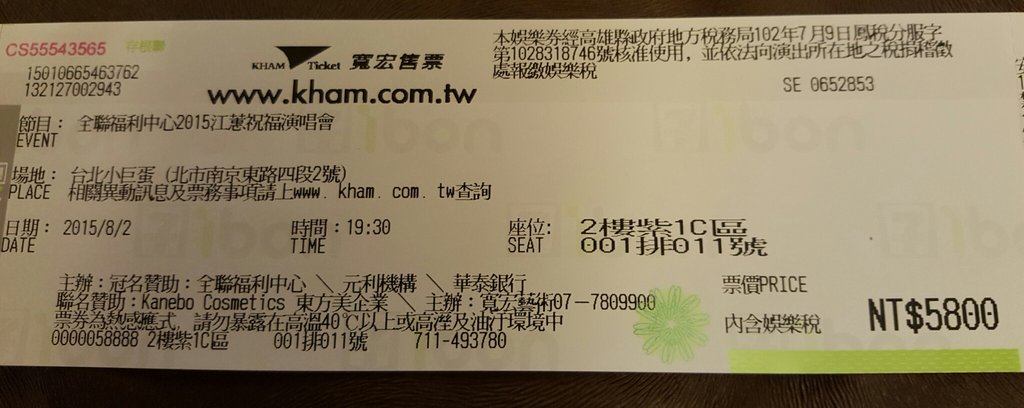 CS55543565 存根聯
15010665463762
132127002943
KHAM Ticket 寬宏售票
www.kham.com.tw
本娛樂券經高雄縣政府地方稅務局102年7月9日鳳稅分服字
第1028318746號核准使用，並依法向演出所在地之稅捐稽徵
處報繳娛樂稅
SE 0652853
節目： 全聯福利中心2015江蕙祝福演唱會
EVENT
場地： 台北小巨蛋 (北市南京東路四段2號)
PLACE 相關異動訊息及票務事項請上www.kham.com.tw查詢
日期： 2015/8/2 時間：19:30 座位: 2樓紫1C區
DATE TIME SEAT 001排011號
主辦：冠名贊助：全聯福利中心 ╲ 元利機構 ╲ 華泰銀行
聯名贊助：Kanebo Cosmetics 東方美企業 ╲ 主辦：寬宏藝術07-7809900
票券為熱感應式，請勿暴露在高溫40℃以上或高溼及油汙環境中
0000058888 2樓紫1C區 001排011號 711-493780
票價PRICE
內含娛樂稅 NT$5800